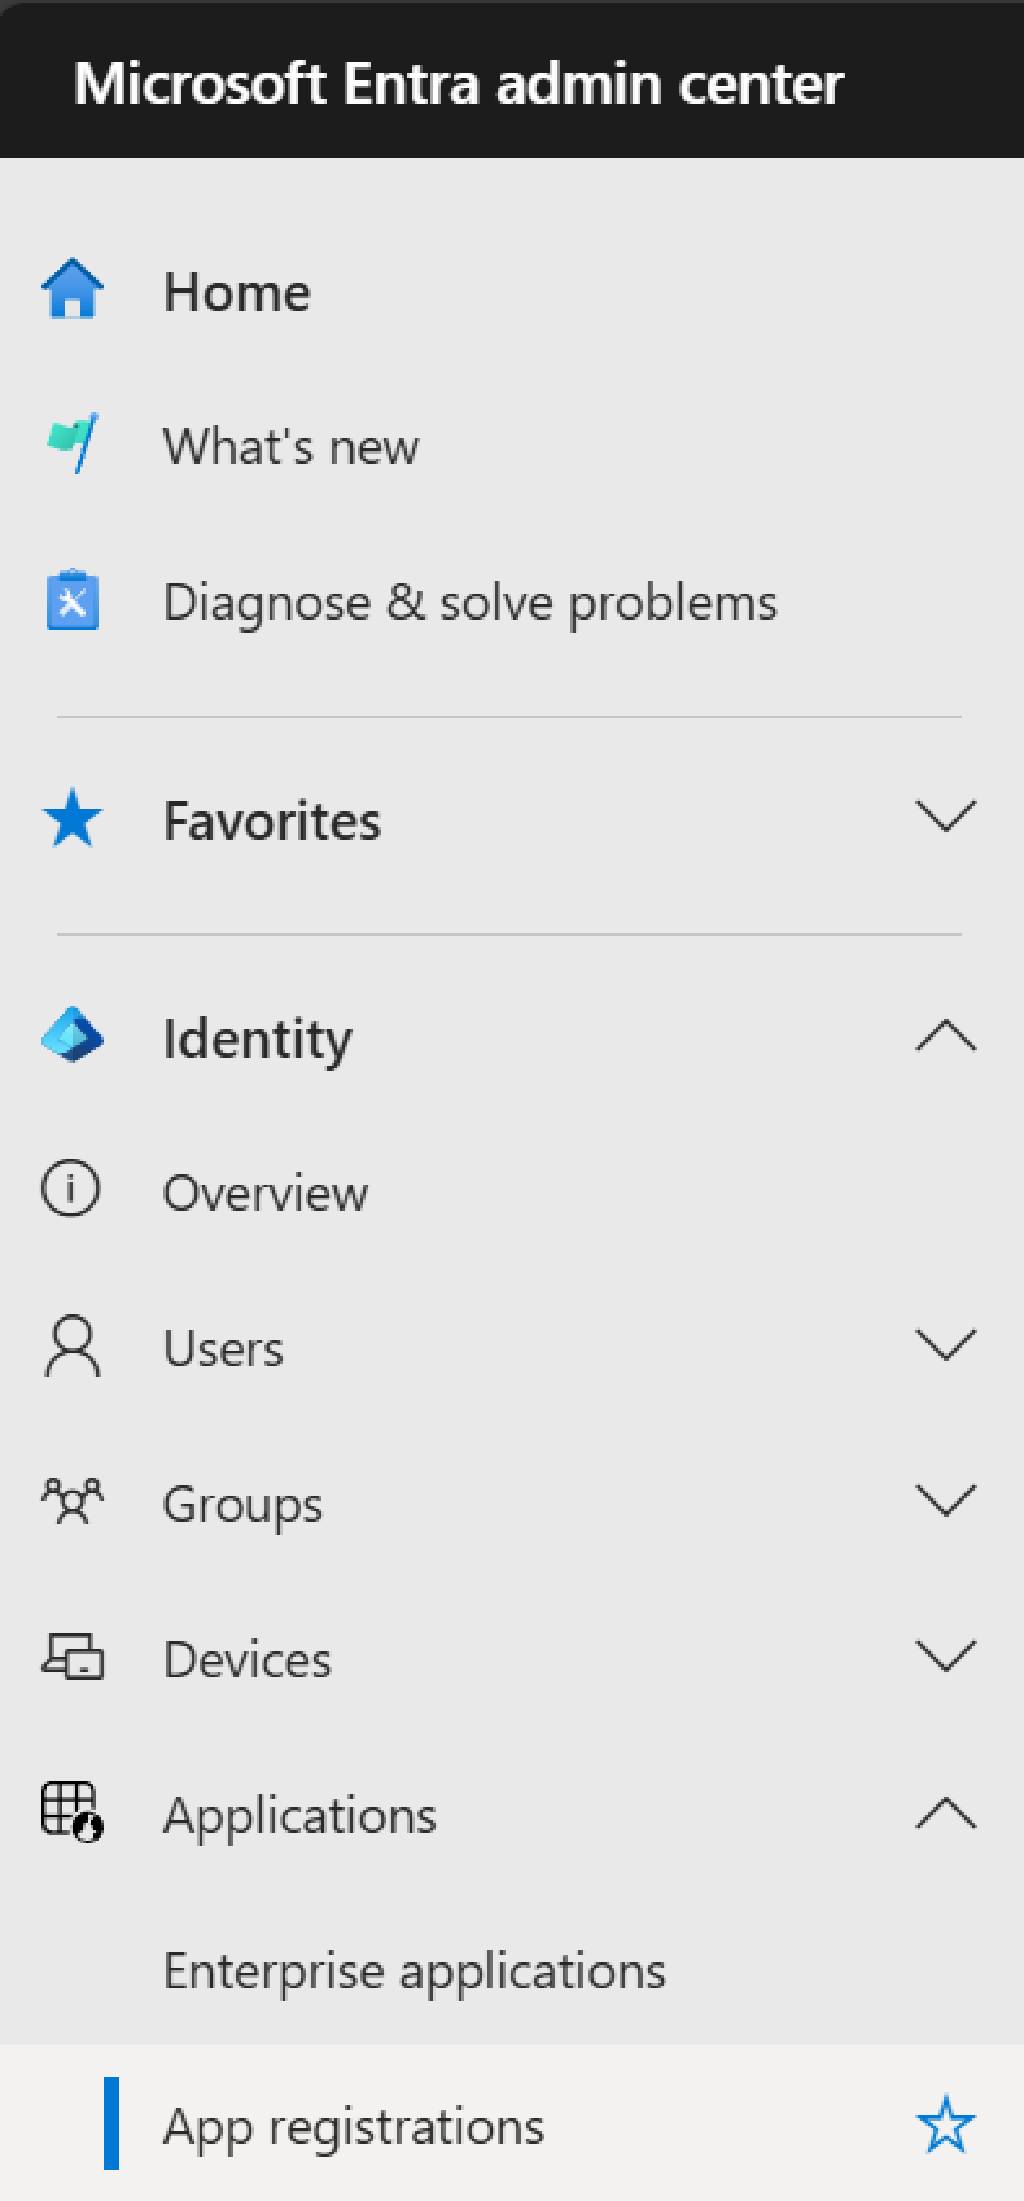 Microsoft Entra admin center
Home
What's new
Diagnose & solve problems
Favorites
Identity
Overview
Users
Groups
Devices
Applications
Enterprise applications
App registrations